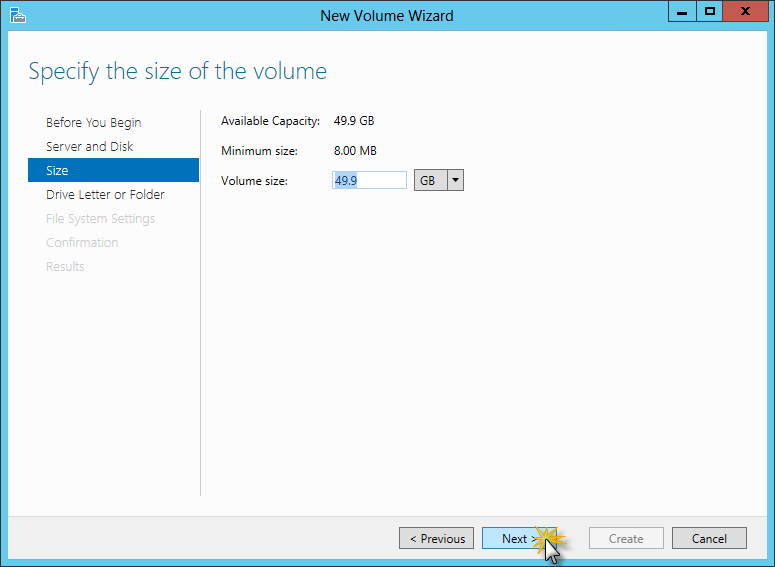 New Volume Wizard
Specify the size of the volume
Before You Begin
Server and Disk
Size
Drive Letter or Folder
File System Settings
Confirmation
Results
Available Capacity: 49.9 GB
Minimum size: 8.00 MB
Volume size: 49.9 GB
< Previous
Next >
Create
Cancel